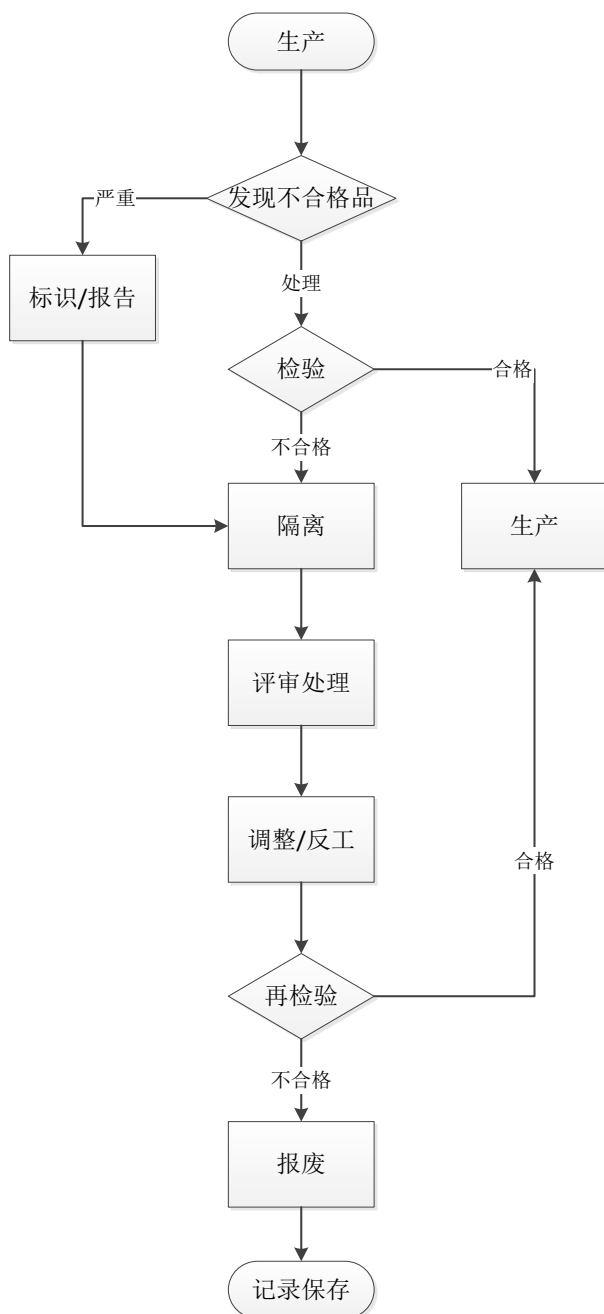 生产
发现不合格品
严重
标识/报告
处理
检验
合格
不合格
隔离
生产
评审处理
调整/反工
合格
再检验
不合格
报废
记录保存